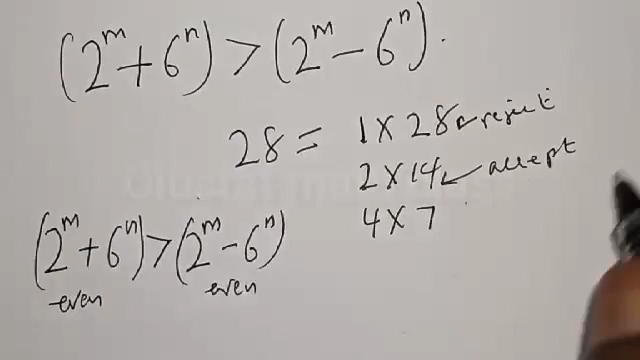 (2^m + 6^n) > (2^m − 6^n).
28 = 1 X 28 ✓ reject
2 X 14 ✓ accept
4 X 7
(2^m + 6^n) > (2^m − 6^n)
even even